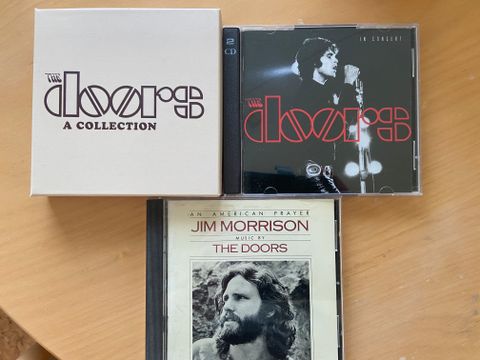 THE
doors
A COLLECTION
2
CD
IN CONCERT
THE
doors
AN AMERICAN PRAYER
JIM MORRISON
MUSIC BY
THE DOORS